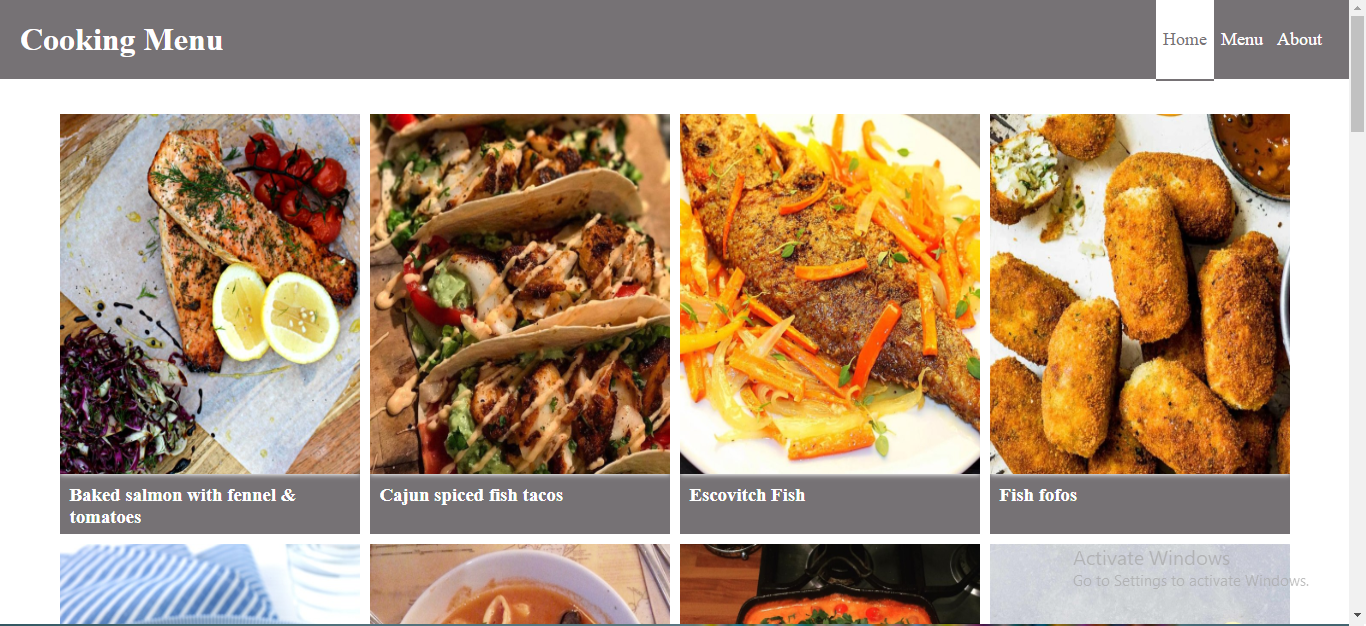 Cooking Menu
Home Menu About
Baked salmon with fennel &
tomatoes
Cajun spiced fish tacos
Escovitch Fish
Fish fofos
Activate Windows
Go to Settings to activate Windows.